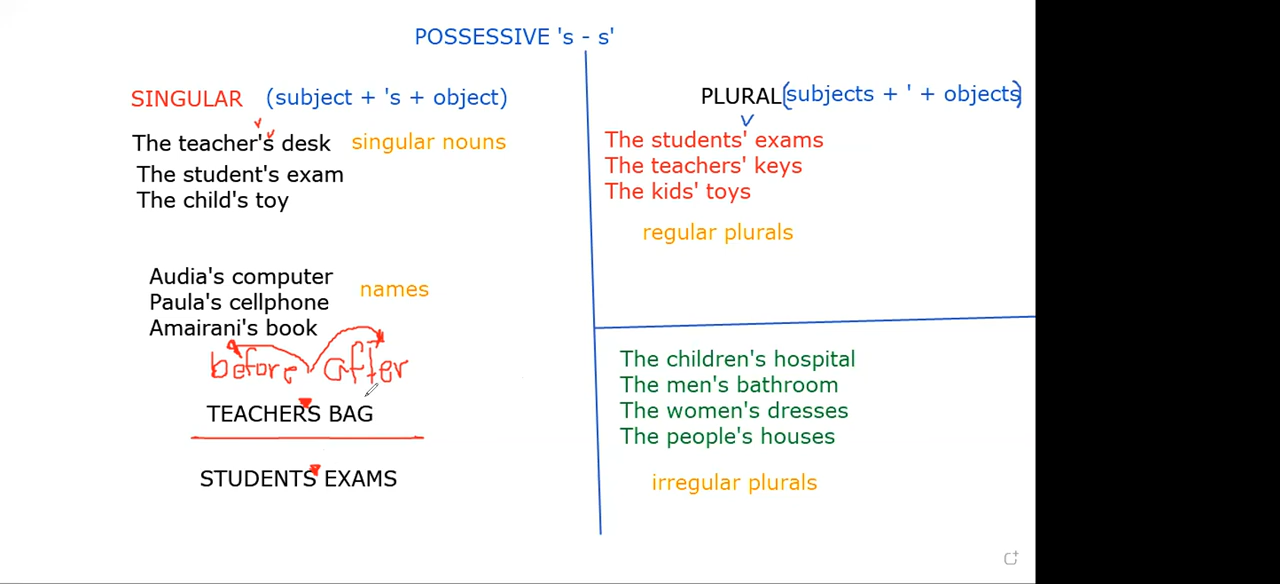 POSSESSIVE 's - s'
SINGULAR (subject + 's + object)
The teacher's desk singular nouns
The student's exam
The child's toy
Audia's computer
Paula's cellphone names
Amairani's book
before after
TEACHERS BAG
STUDENTS EXAMS
PLURAL (subjects + ' + objects)
The students' exams
The teachers' keys
The kids' toys
regular plurals
The children's hospital
The men's bathroom
The women's dresses
The people's houses
irregular plurals